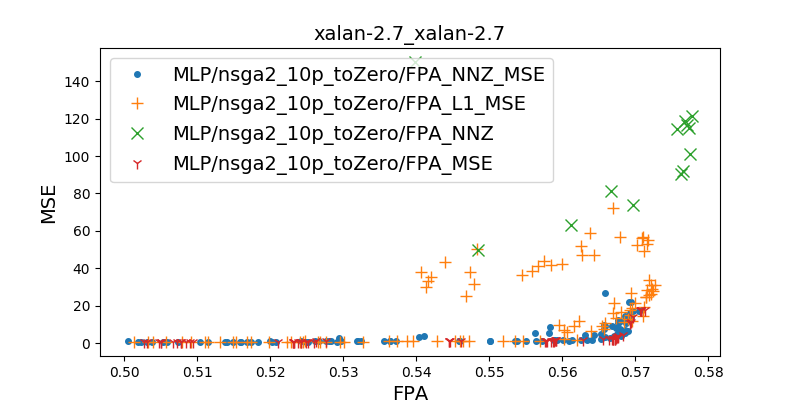 xalan-2.7_xalan-2.7
MLP/nsga2_10p_toZero/FPA_NNZ_MSE
MLP/nsga2_10p_toZero/FPA_L1_MSE
MLP/nsga2_10p_toZero/FPA_NNZ
MLP/nsga2_10p_toZero/FPA_MSE
MSE
140
120
100
80
60
40
20
0
0.50 0.51 0.52 0.53 0.54 0.55 0.56 0.57 0.58
FPA